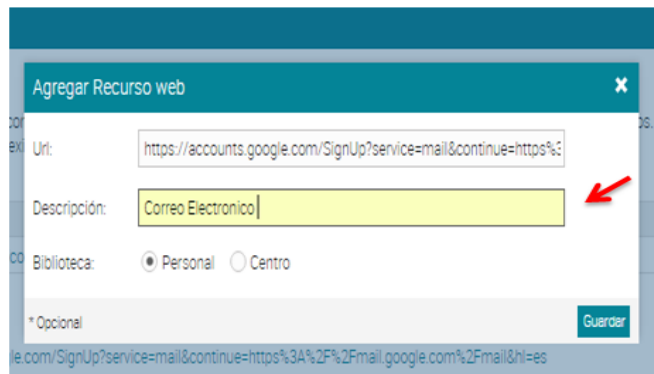 Agregar Recurso web
Url:
https://accounts.google.com/SignUp?service=mail&continue=https%3
Descripción:
Correo Electronico
Biblioteca:
Personal
Centro
* Opcional
Guardar
le.com/SignUp?service=mail&continue=https%3A%2F%2Fmail.google.com%2Fmail&hl=es